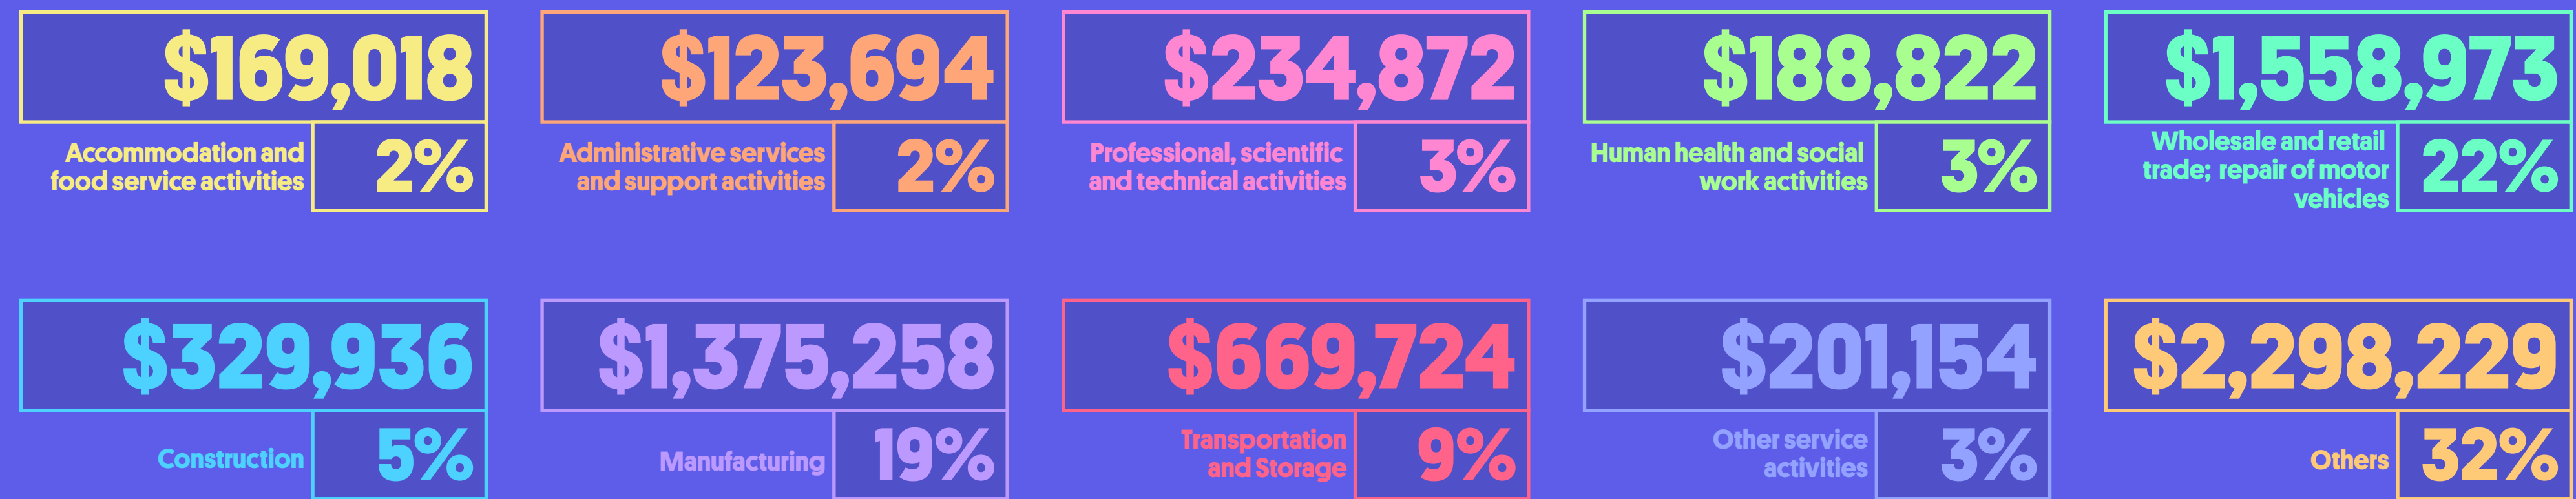 $169,018
Accommodation and
food service activities
2%
$123,694
Administrative services
and support activities
2%
$234,872
Professional, scientific
and technical activities
3%
$188,822
Human health and social
work activities
3%
$1,558,973
Wholesale and retail
trade; repair of motor
vehicles
22%
$329,936
Construction
5%
$1,375,258
Manufacturing
19%
$669,724
Transportation
and Storage
9%
$201,154
Other service
activities
3%
$2,298,229
Others
32%